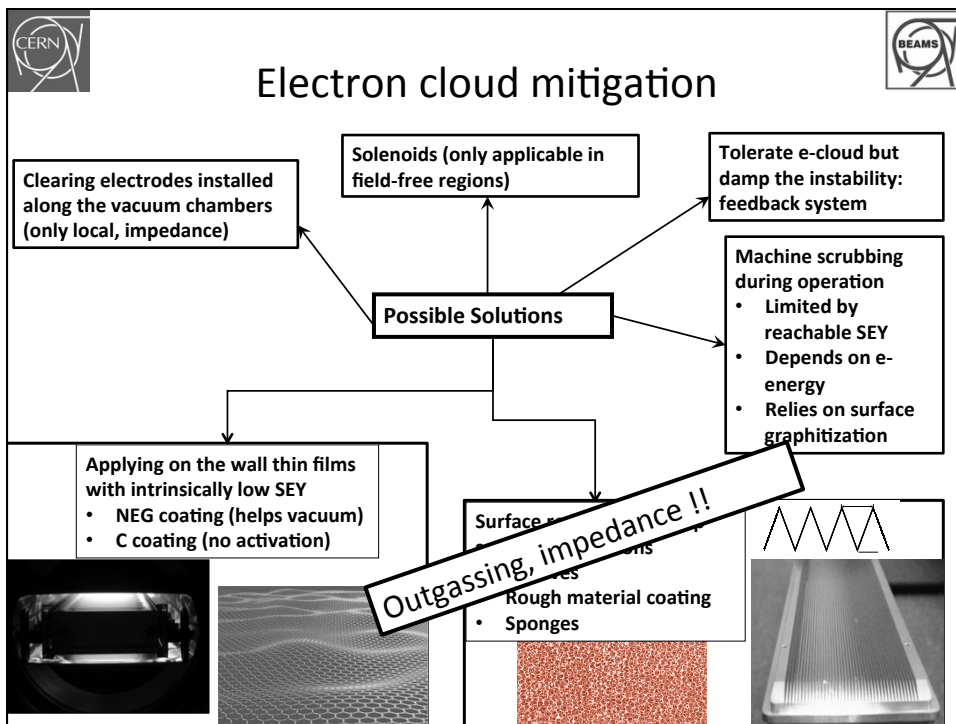 CERN
BEAMS
Electron cloud mitigation
Clearing electrodes installed
along the vacuum chambers
(only local, impedance)
Solenoids (only applicable in
field-free regions)
Tolerate e-cloud but
damp the instability:
feedback system
Machine scrubbing
during operation
• Limited by
reachable SEY
• Depends on e-
energy
• Relies on surface
graphitization
Possible Solutions
Applying on the wall thin films
with intrinsically low SEY
• NEG coating (helps vacuum)
• C coating (no activation)
Surface
Rough material coating
• Sponges
Outgassing, impedance !!